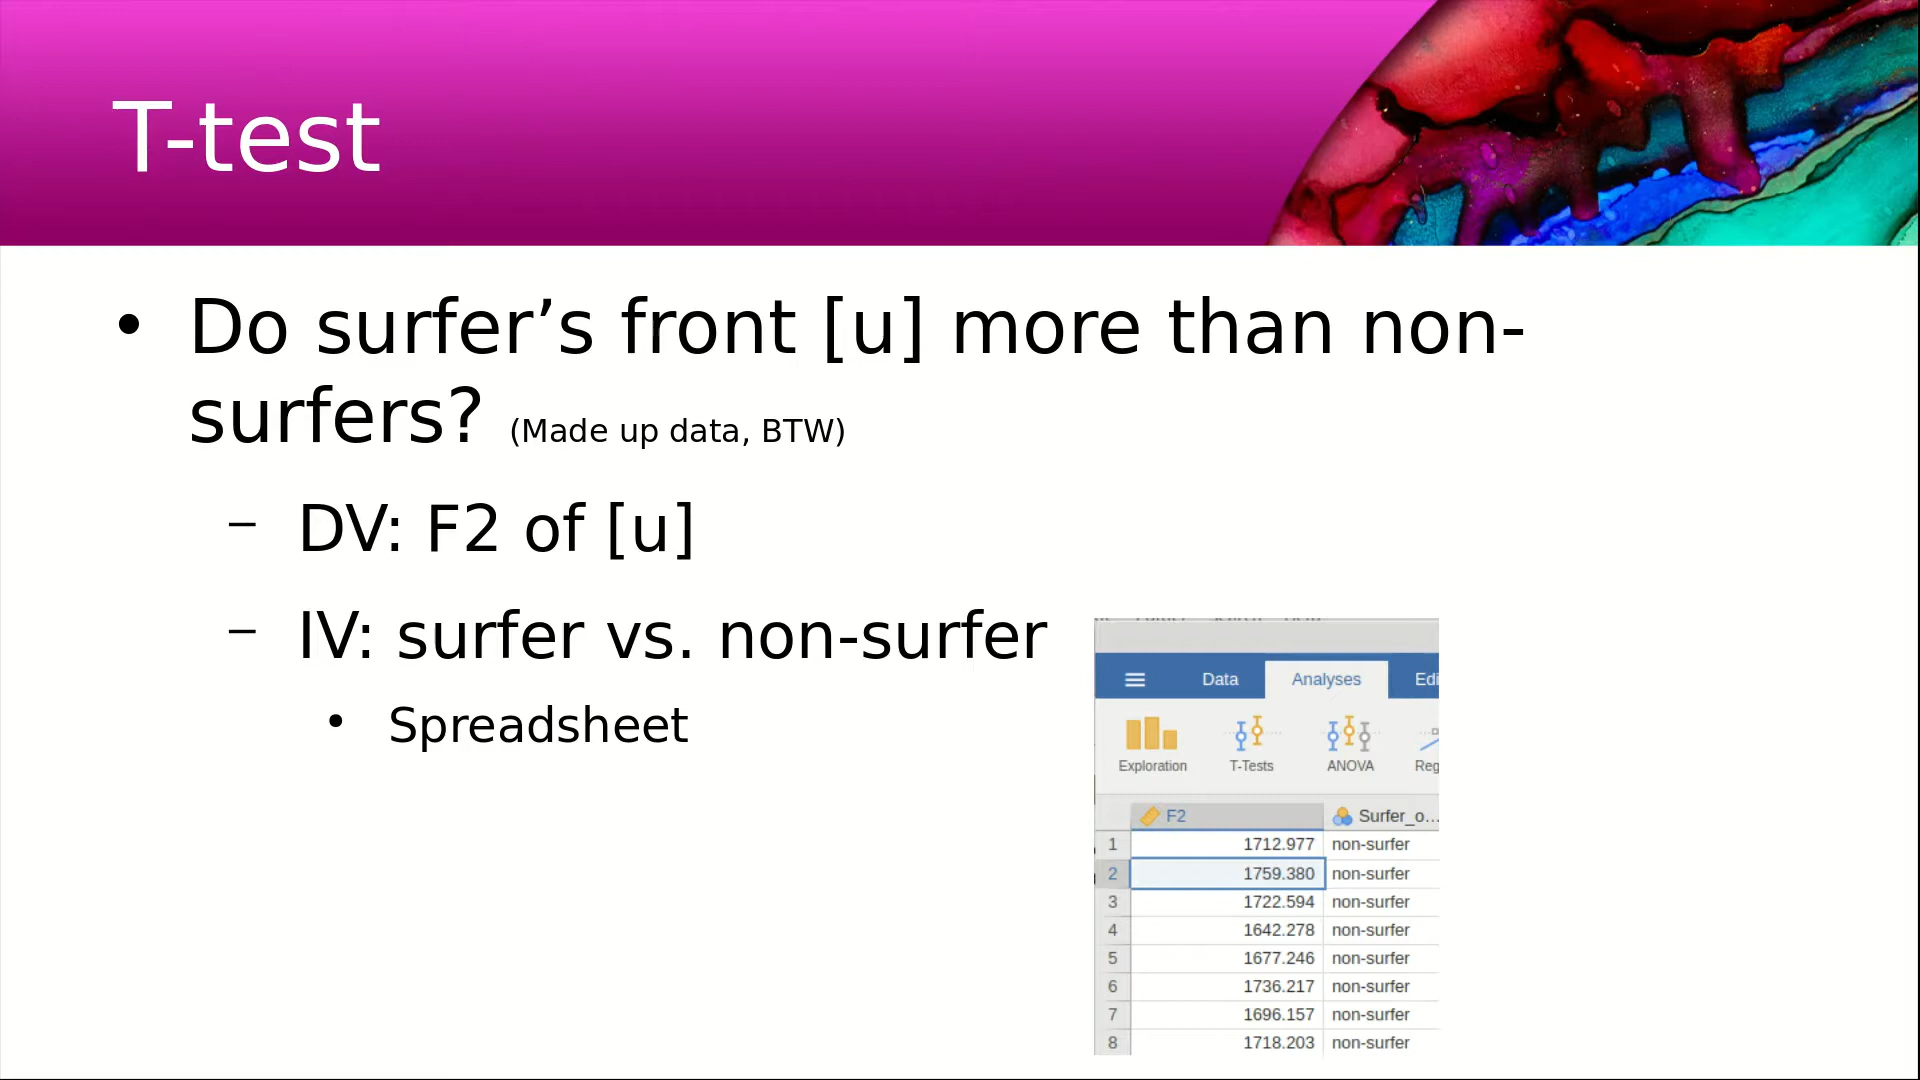 T-test
• Do surfer’s front [u] more than non-
surfers? (Made up data, BTW)
– DV: F2 of [u]
– IV: surfer vs. non-surfer
• Spreadsheet
Data Analyses Edi
Exploration T-Tests ANOVA Reg
F2 Surfer_o...
1 1712.977 non-surfer
2 1759.380 non-surfer
3 1722.594 non-surfer
4 1642.278 non-surfer
5 1677.246 non-surfer
6 1736.217 non-surfer
7 1696.157 non-surfer
8 1718.203 non-surfer